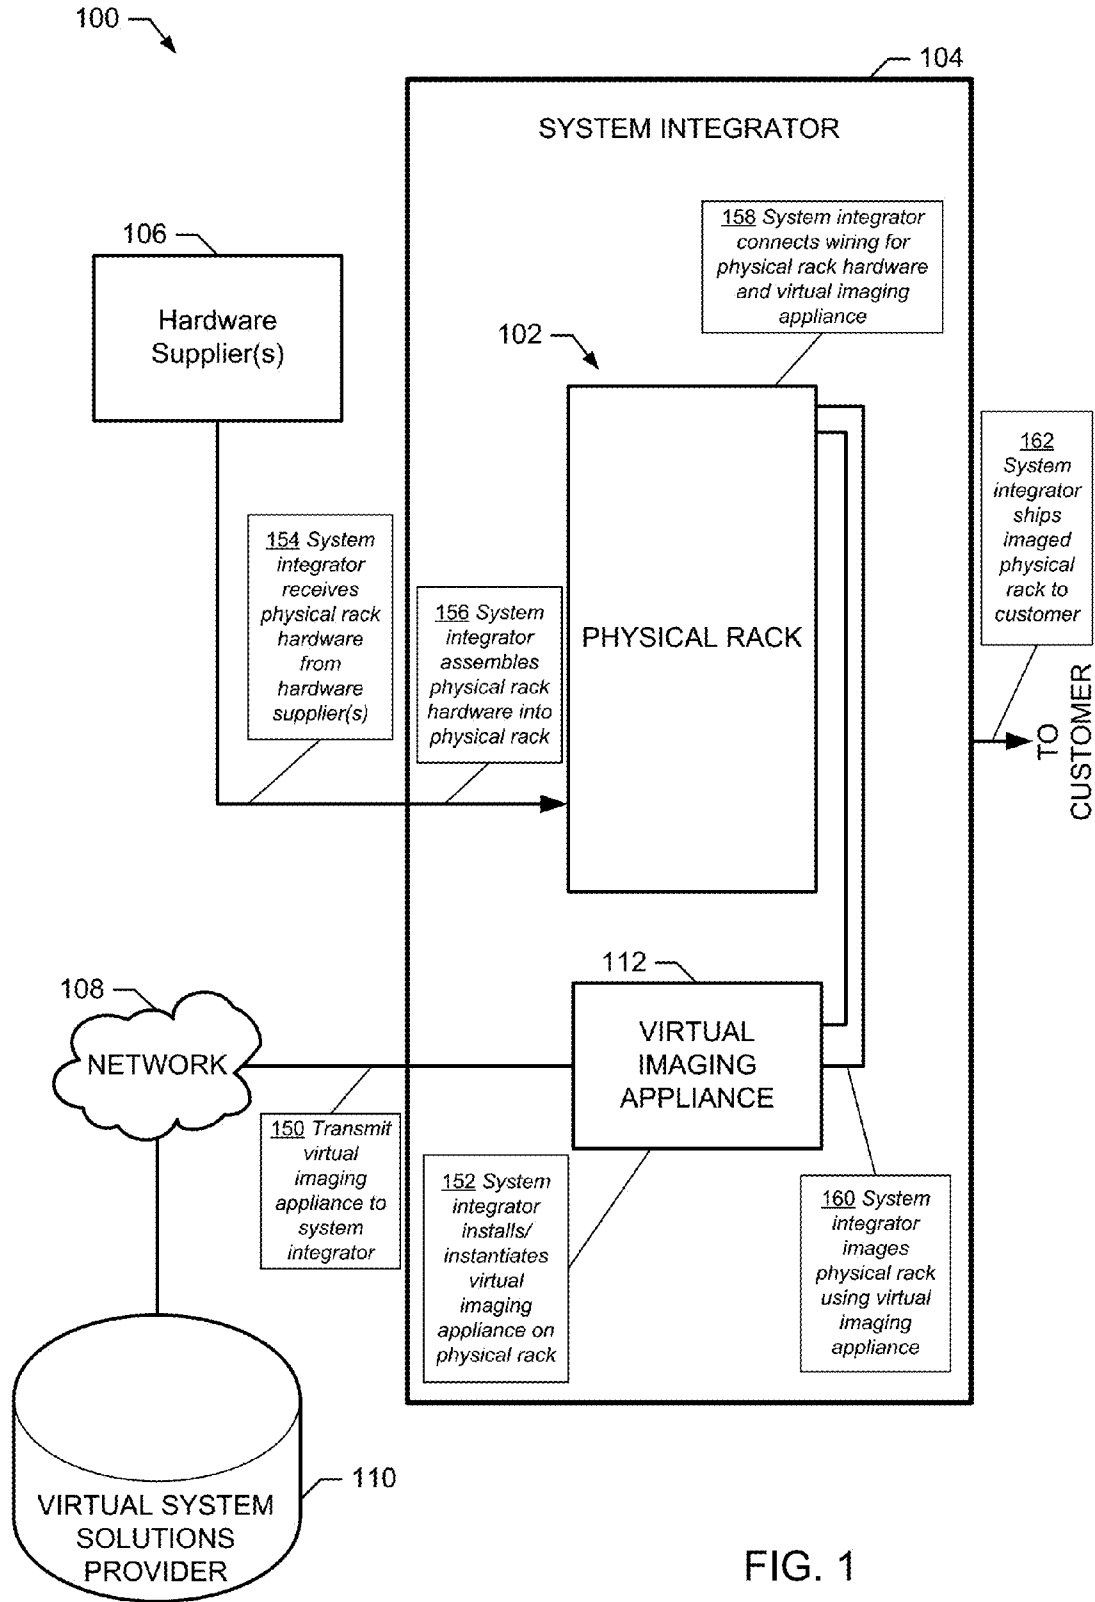 100
104
SYSTEM INTEGRATOR
158 System integrator
connects wiring for
physical rack hardware
and virtual imaging
appliance
106
Hardware
Supplier(s)
102
PHYSICAL RACK
162
System
integrator
ships
imaged
physical
rack to
customer
154 System
integrator
receives
physical rack
hardware
from
hardware
supplier(s)
156 System
integrator
assembles
physical rack
hardware into
physical rack
TO
CUSTOMER
112
VIRTUAL
IMAGING
APPLIANCE
108
NETWORK
150 Transmit
virtual
imaging
appliance to
system
integrator
152 System
integrator
installs/
instantiates
virtual
imaging
appliance on
physical rack
160 System
integrator
images
physical rack
using virtual
imaging
appliance
110
VIRTUAL SYSTEM
SOLUTIONS
PROVIDER
FIG. 1